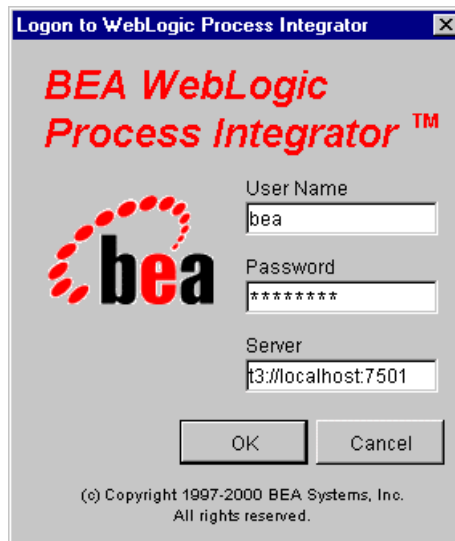 Logon to WebLogic Process Integrator
BEA WebLogic
Process Integrator ™
bea
User Name
bea
Password
********
Server
t3://localhost:7501
OK
Cancel
(c) Copyright 1997-2000 BEA Systems, Inc.
All rights reserved.